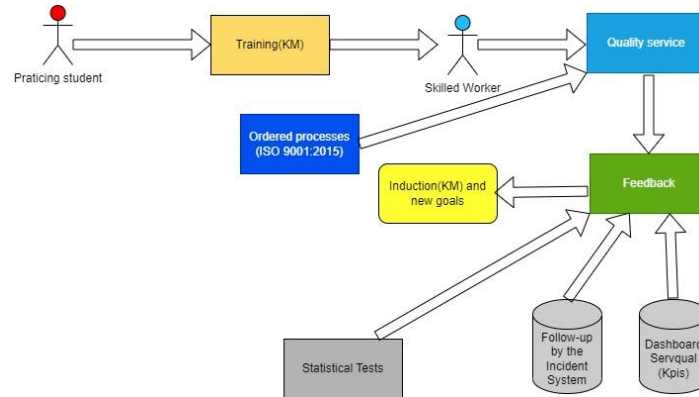 Praticing student
Training(KM)
Skilled Worker
Quality service
Ordered processes
(ISO 9001:2015)
Induction(KM) and
new goals
Feedback
Statistical Tests
Follow-up
by the
Incident
System
Dashboard
Servqual
(Kpis)